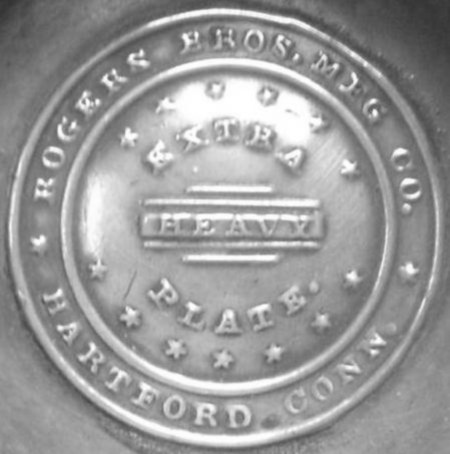 ROGERS BROS. MFG CO.
EXTRA
HEAVY
PLATE.
HARTFORD. CONN.